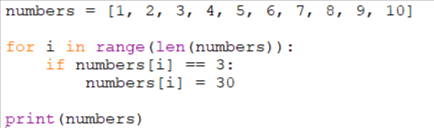 numbers = [1, 2, 3, 4, 5, 6, 7, 8, 9, 10]
for i in range(len(numbers)):
    if numbers[i] == 3:
        numbers[i] = 30
print(numbers)